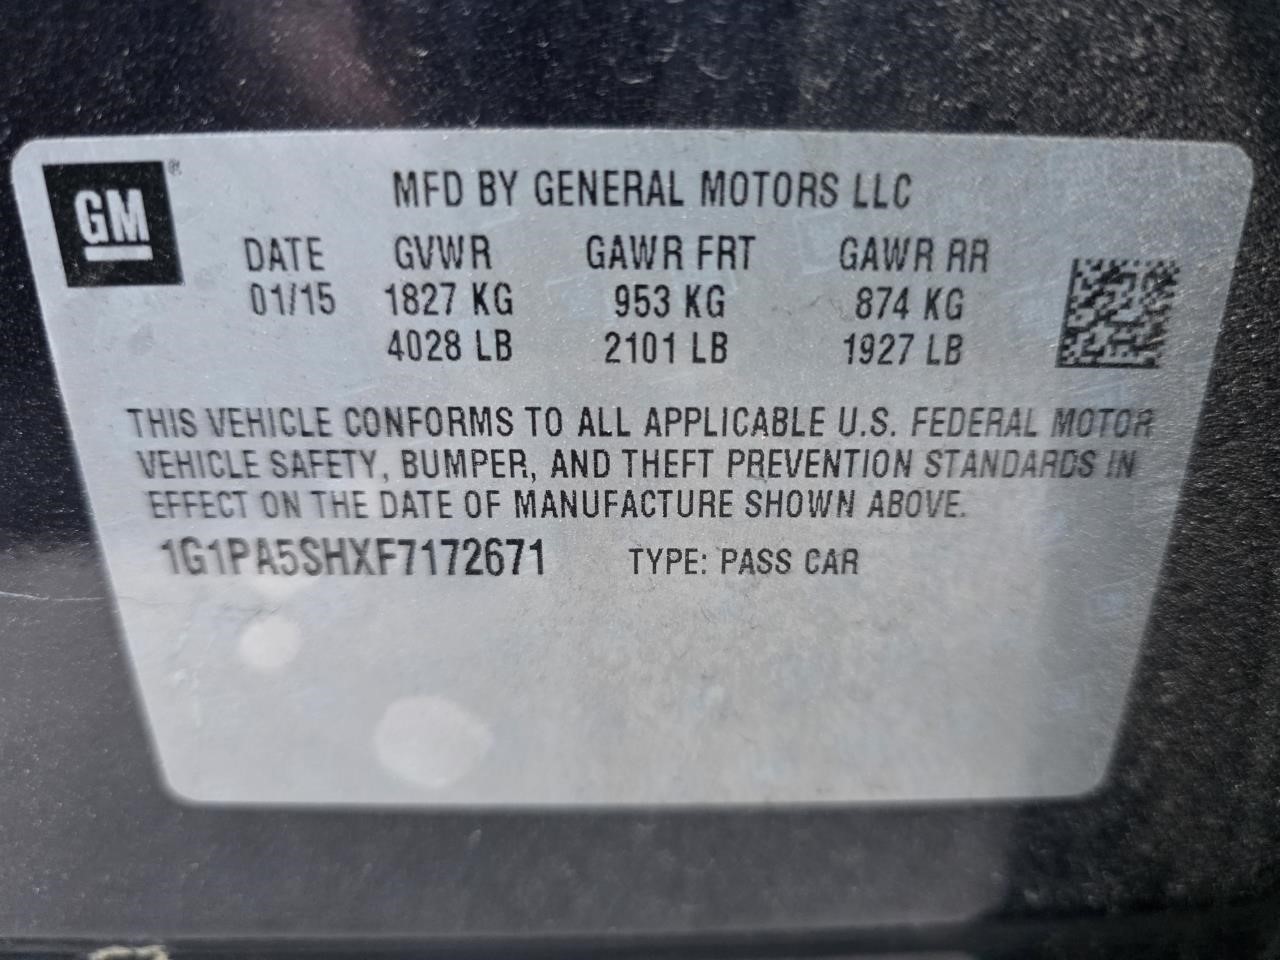 GM ®
MFD BY GENERAL MOTORS LLC
DATE GVWR GAWR FRT GAWR RR
01/15 1827 KG 953 KG 874 KG
4028 LB 2101 LB 1927 LB
THIS VEHICLE CONFORMS TO ALL APPLICABLE U.S. FEDERAL MOTOR
VEHICLE SAFETY, BUMPER, AND THEFT PREVENTION STANDARDS IN
EFFECT ON THE DATE OF MANUFACTURE SHOWN ABOVE.
1G1PA5SHXF7172671 TYPE: PASS CAR